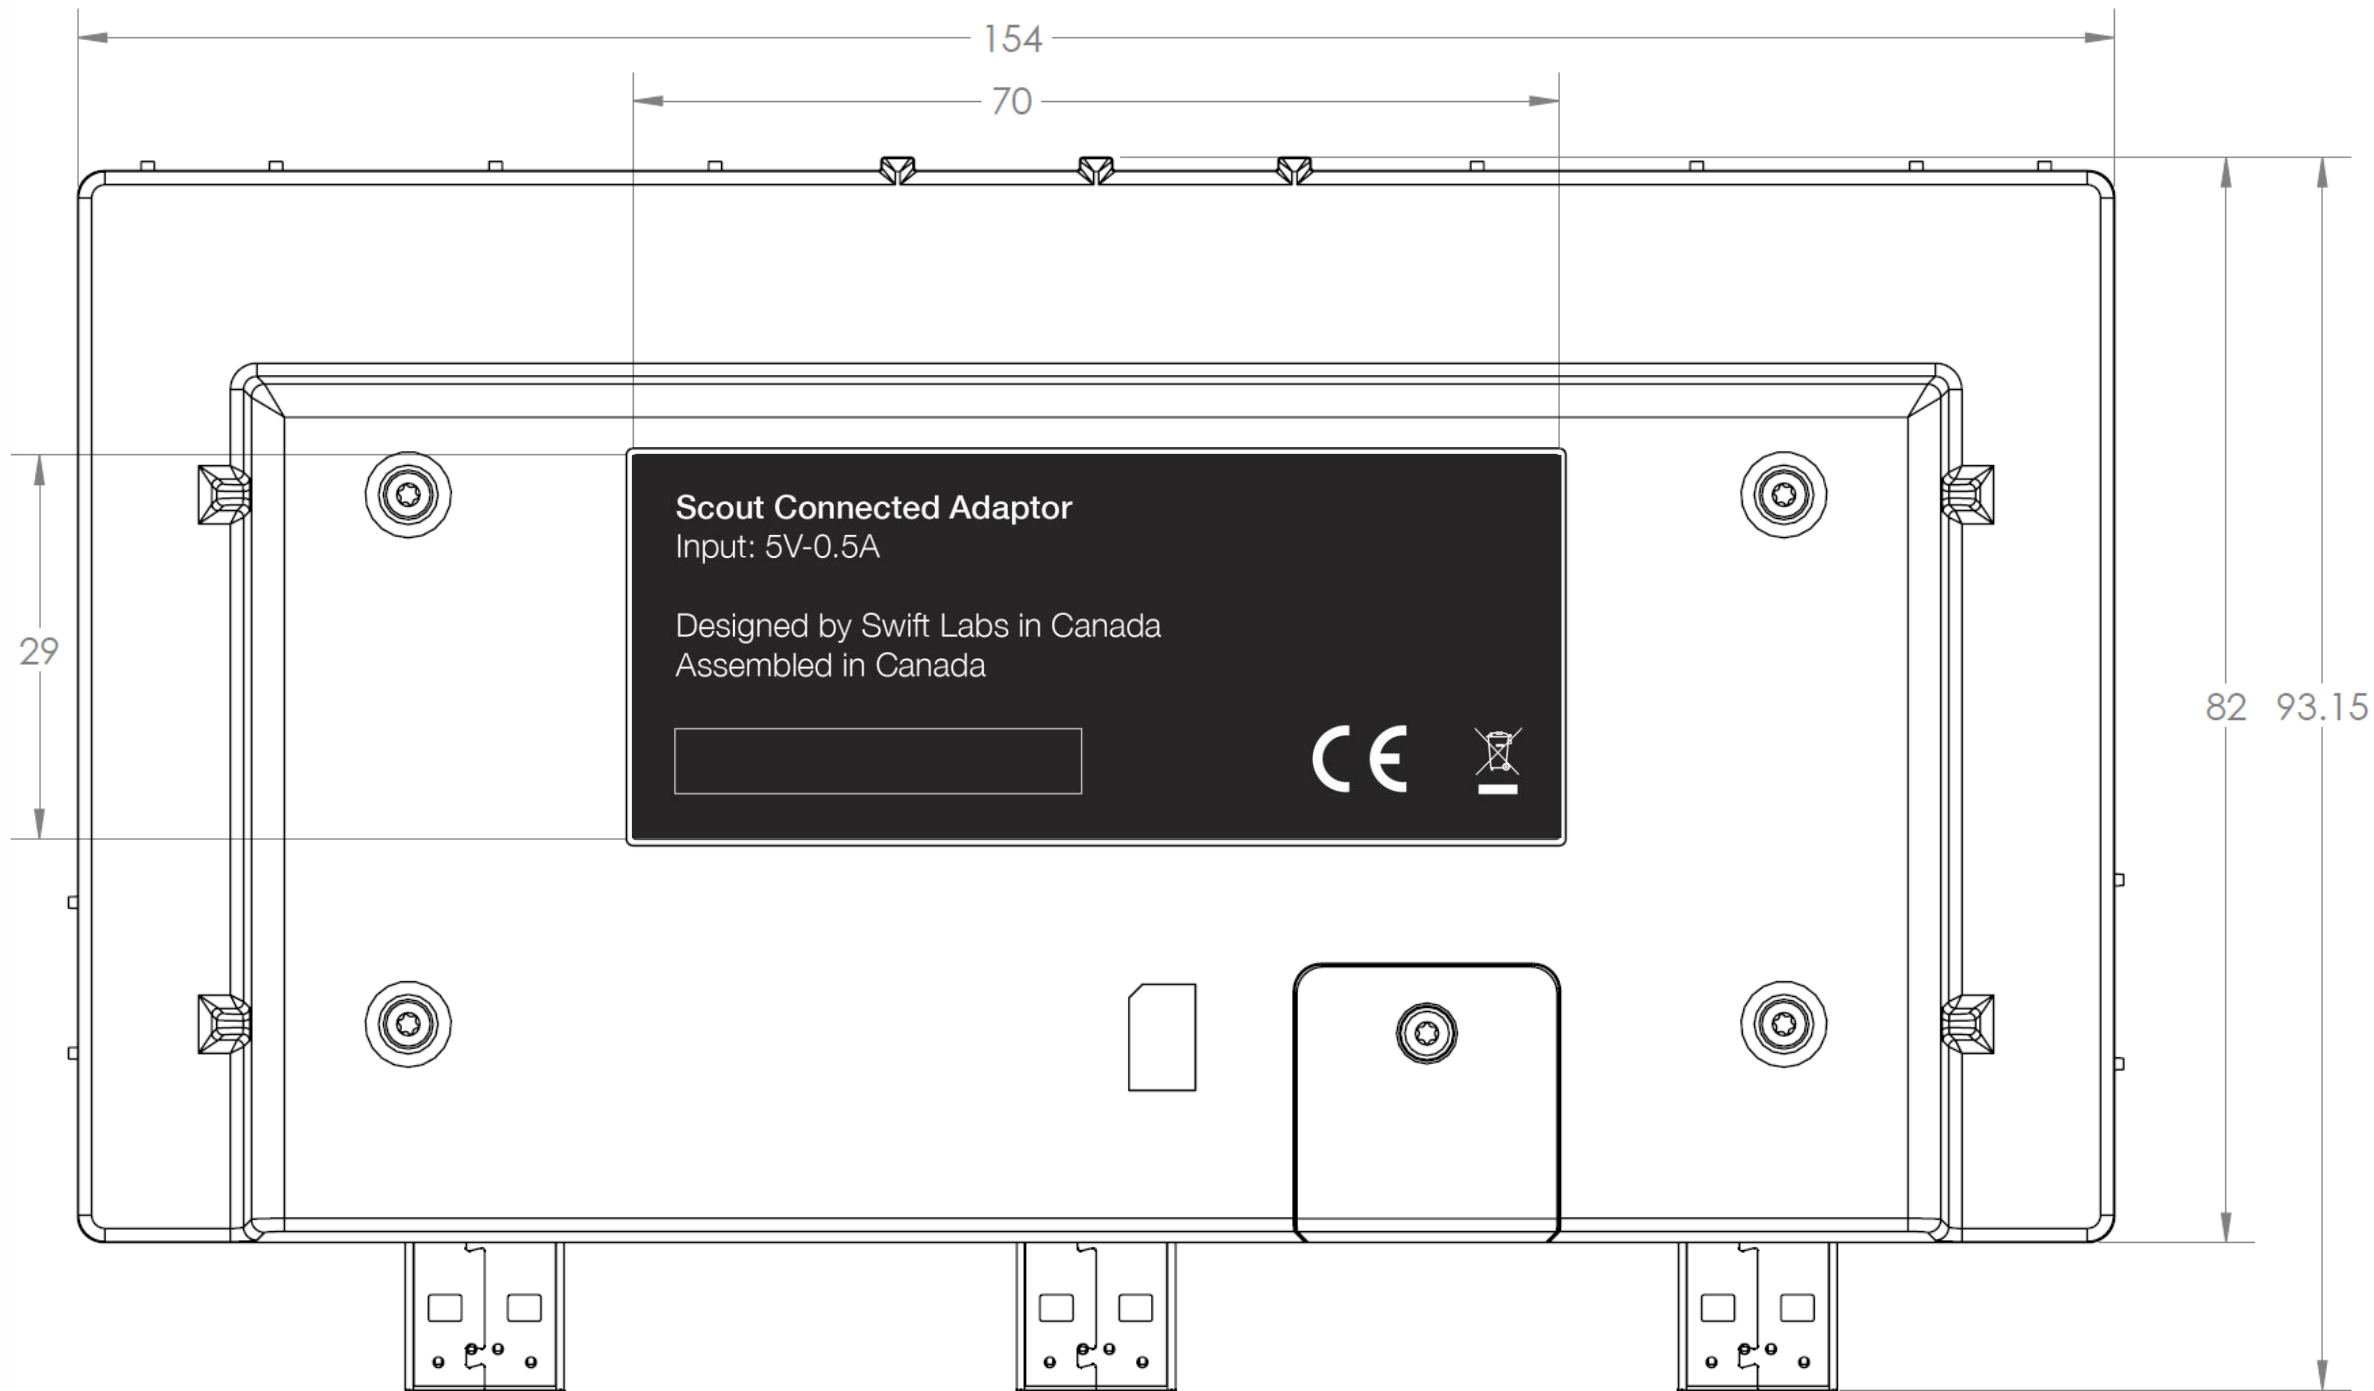 154
70
Scout Connected Adaptor
Input: 5V-0.5A
Designed by Swift Labs in Canada
Assembled in Canada
29
82
93.15
CE